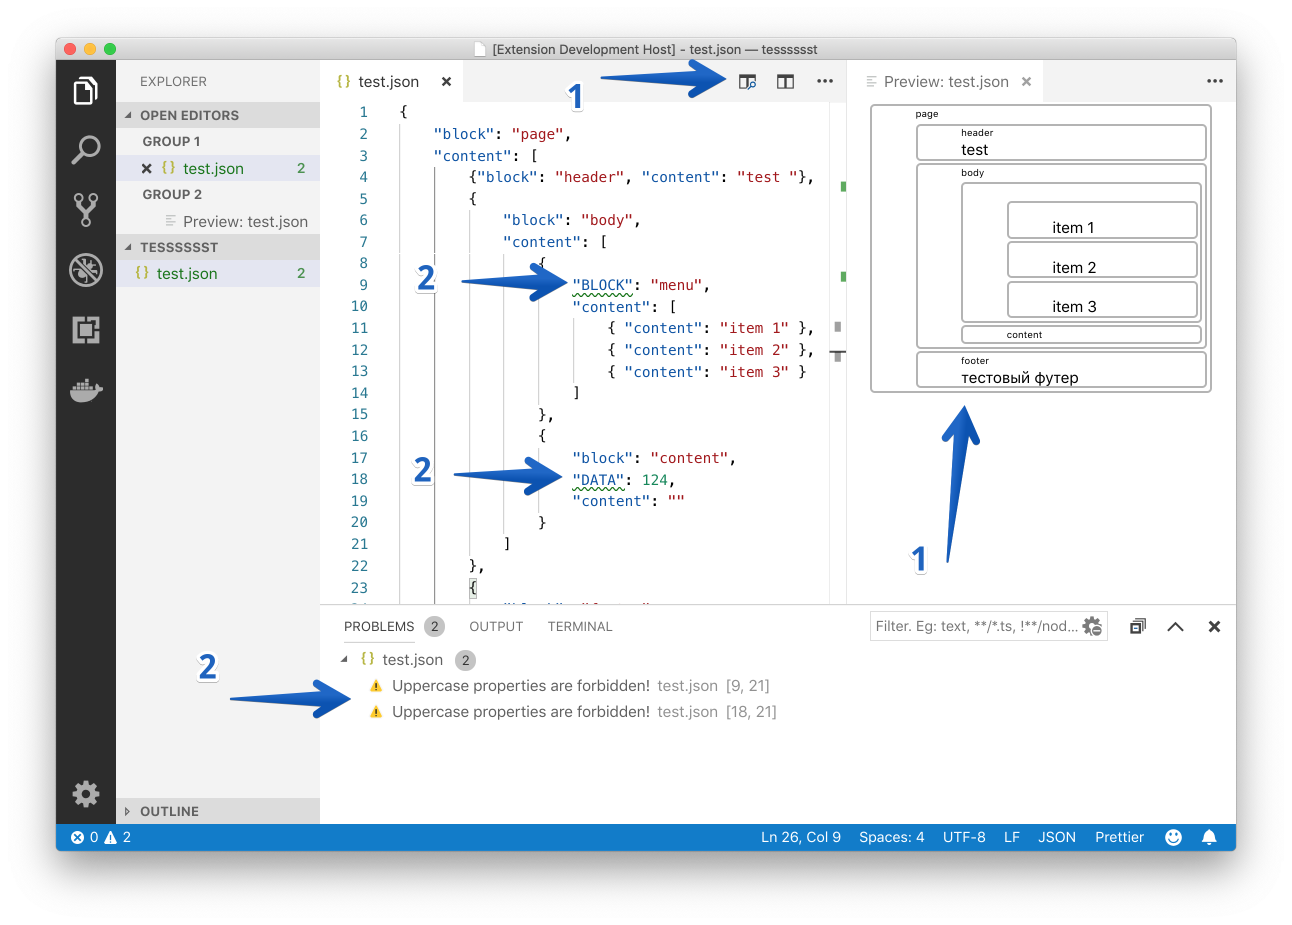 [Extension Development Host] - test.json — tesssssst
EXPLORER
OPEN EDITORS
GROUP 1
test.json 2
GROUP 2
Preview: test.json
TESSSSSST
test.json 2
OUTLINE
test.json
1
1 {
2 "block": "page",
3 "content": [
4 {"block": "header", "content": "test "},
5 {
6 "block": "body",
7 "content": [
8 {
2
9 "BLOCK": "menu",
10 "content": [
11 { "content": "item 1" },
12 { "content": "item 2" },
13 { "content": "item 3" }
14 ]
15 },
16 {
17 "block": "content",
2
18 "DATA": 124,
19 "content": ""
20 }
21 ]
22 },
23 {
Preview: test.json
page
header
test
body
item 1
item 2
item 3
content
footer
тестовый футер
1
PROBLEMS 2 OUTPUT TERMINAL
Filter. Eg: text, **/*.ts, !**/nod...
test.json 2
2
Uppercase properties are forbidden! test.json [9, 21]
Uppercase properties are forbidden! test.json [18, 21]
0 2
Ln 26, Col 9 Spaces: 4 UTF-8 LF JSON Prettier